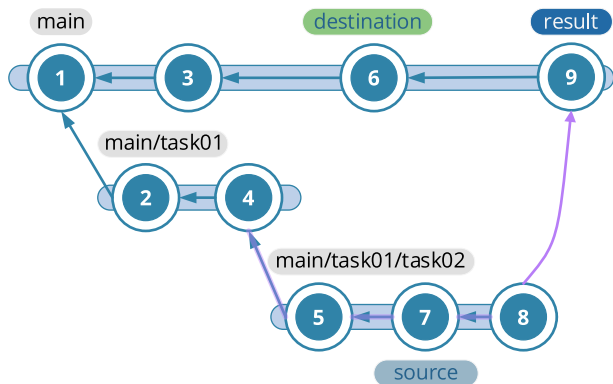 main
destination
result
1
3
6
9
main/task01
2
4
main/task01/task02
5
7
8
source